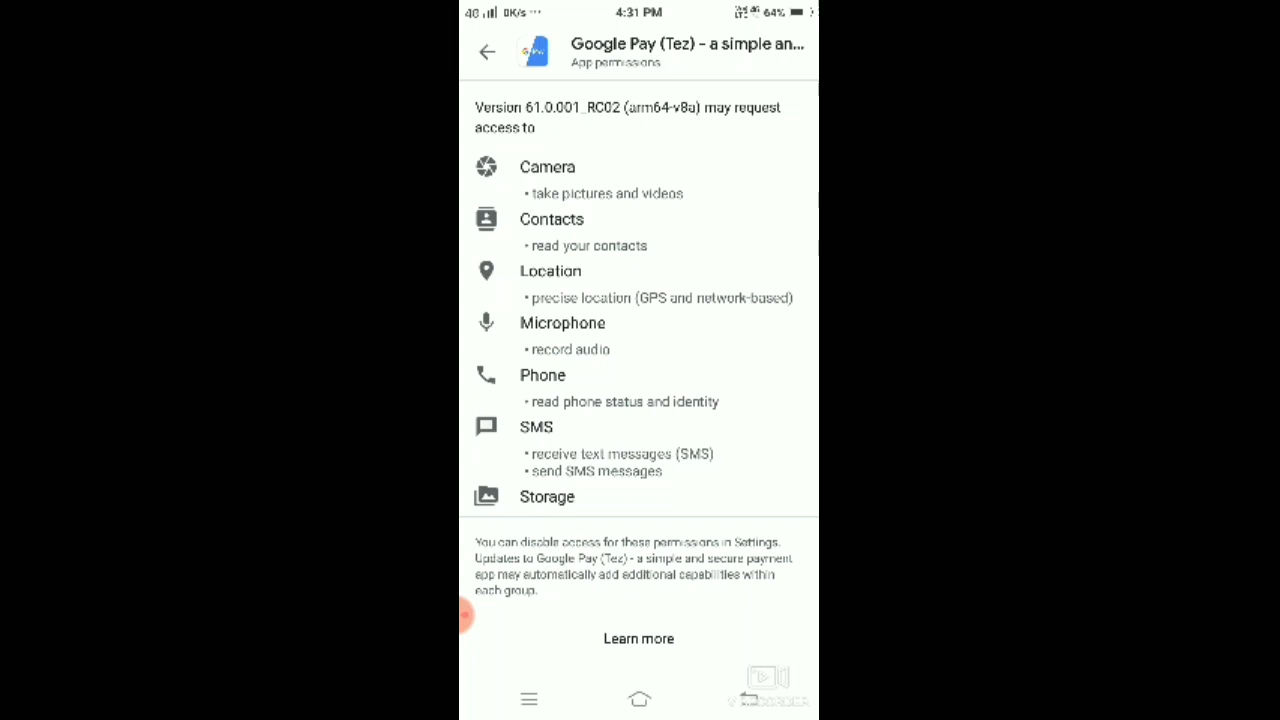 4G 0K/s ... 4:31 PM 64%
Google Pay (Tez) - a simple an...
App permissions
Version 61.0.001_RC02 (arm64-v8a) may request
access to
Camera
• take pictures and videos
Contacts
• read your contacts
Location
• precise location (GPS and network-based)
Microphone
• record audio
Phone
• read phone status and identity
SMS
• receive text messages (SMS)
• send SMS messages
Storage
You can disable access for these permissions in Settings.
Updates to Google Pay (Tez) - a simple and secure payment
app may automatically add additional capabilities within
each group.
Learn more